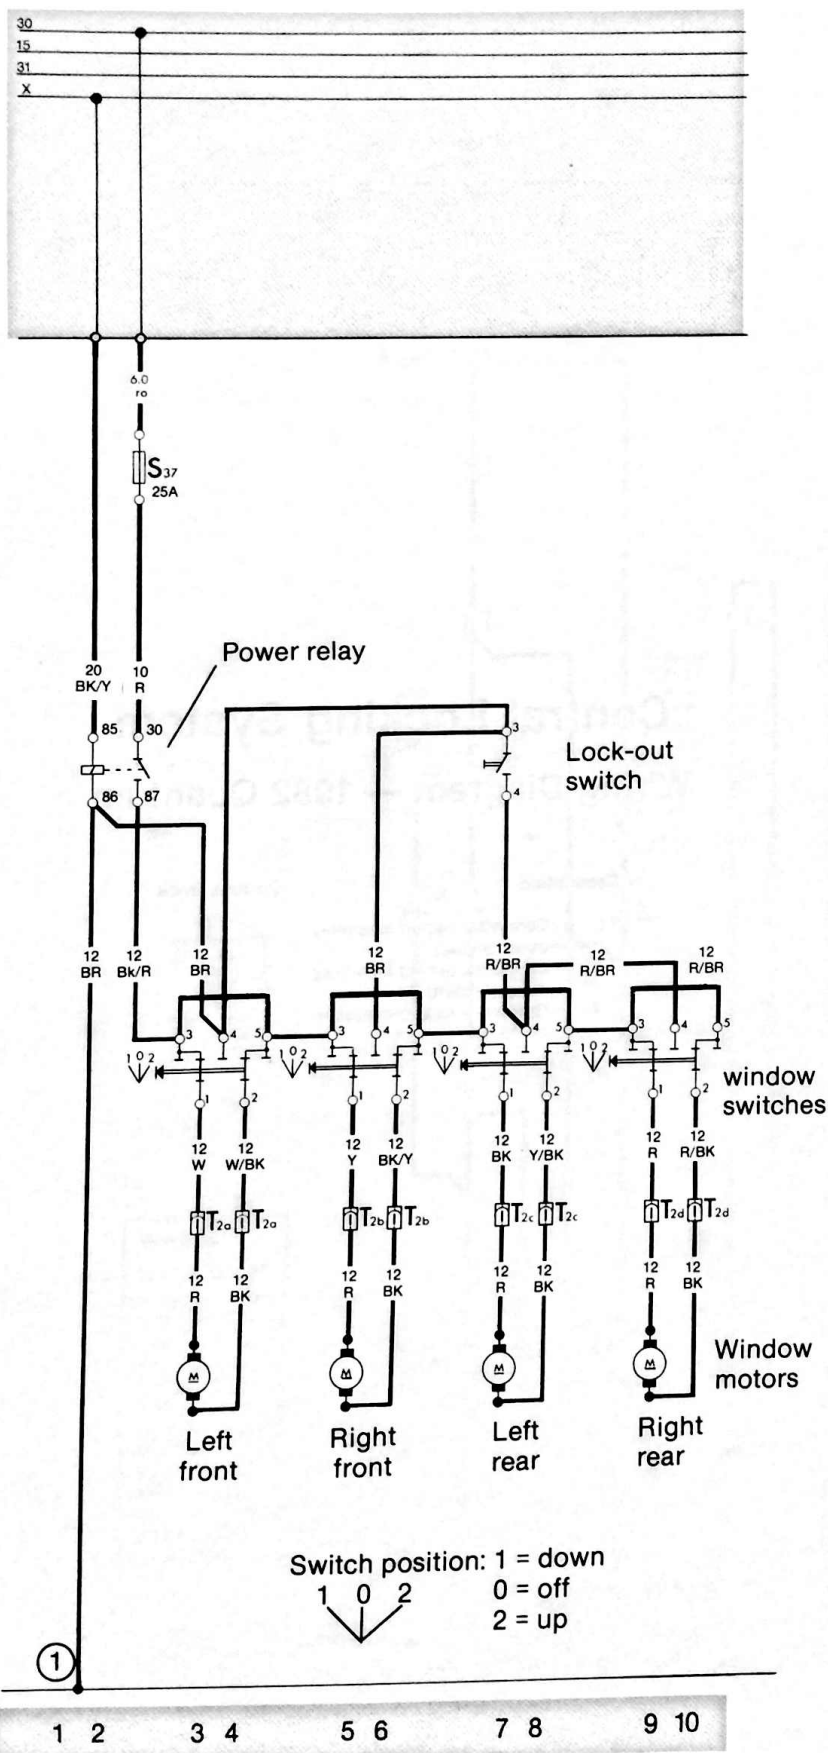 30
15
31
X
6.0
ro
S37
25A
20
BK/Y
10
R
Power relay
85
30
86
87
3
4
Lock-out
switch
12
BR
12
Bk/R
12
BR
12
BR
12
R/BR
12
R/BR
12
R/BR
3
4
5
3
4
5
3
4
5
3
4
5
1 0 2
1 0 2
1 0 2
1 0 2
1
2
1
2
1
2
1
2
window
switches
12
W
12
W/BK
12
Y
12
BK/Y
12
BK
12
Y/BK
12
R
12
R/BK
T2a
T2a
T2b
T2b
T2c
T2c
T2d
T2d
12
R
12
BK
12
R
12
BK
12
R
12
BK
12
R
12
BK
M
M
M
M
Window
motors
Left
front
Right
front
Left
rear
Right
rear
Switch position: 1 = down
1 0 2
0 = off
2 = up
1
1 2 3 4 5 6 7 8 9 10